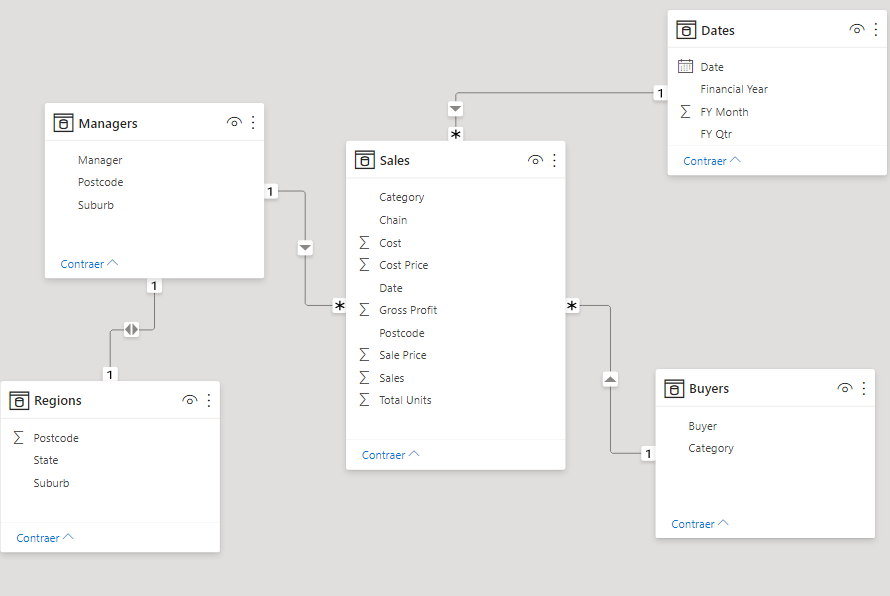 Dates
Date
Financial Year
FY Month
FY Qtr
Contraer
1
*
Managers
Manager
Postcode
Suburb
Contraer
1
*
1
1
Sales
Category
Chain
Cost
Cost Price
Date
Gross Profit
Postcode
Sale Price
Sales
Total Units
Contraer
*
1
Regions
Postcode
State
Suburb
Contraer
Buyers
Buyer
Category
Contraer